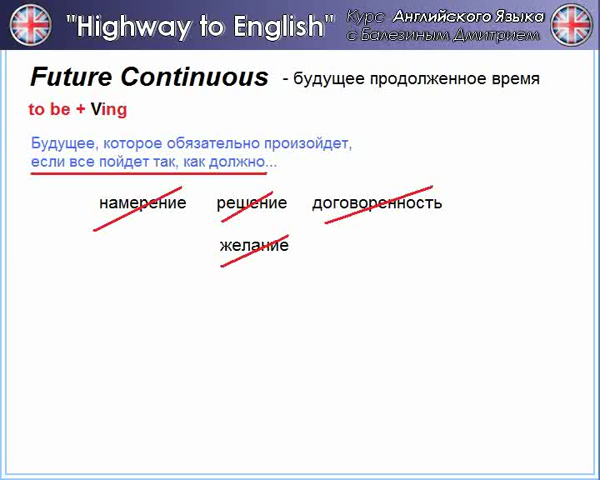 "Highway to English"
Курс Английского Языка
с Балезиным Дмитрием
Future Continuous - будущее продолженное время
to be + Ving
Будущее, которое обязательно произойдет,
если все пойдет так, как должно...
намерение решение договоренность
желание